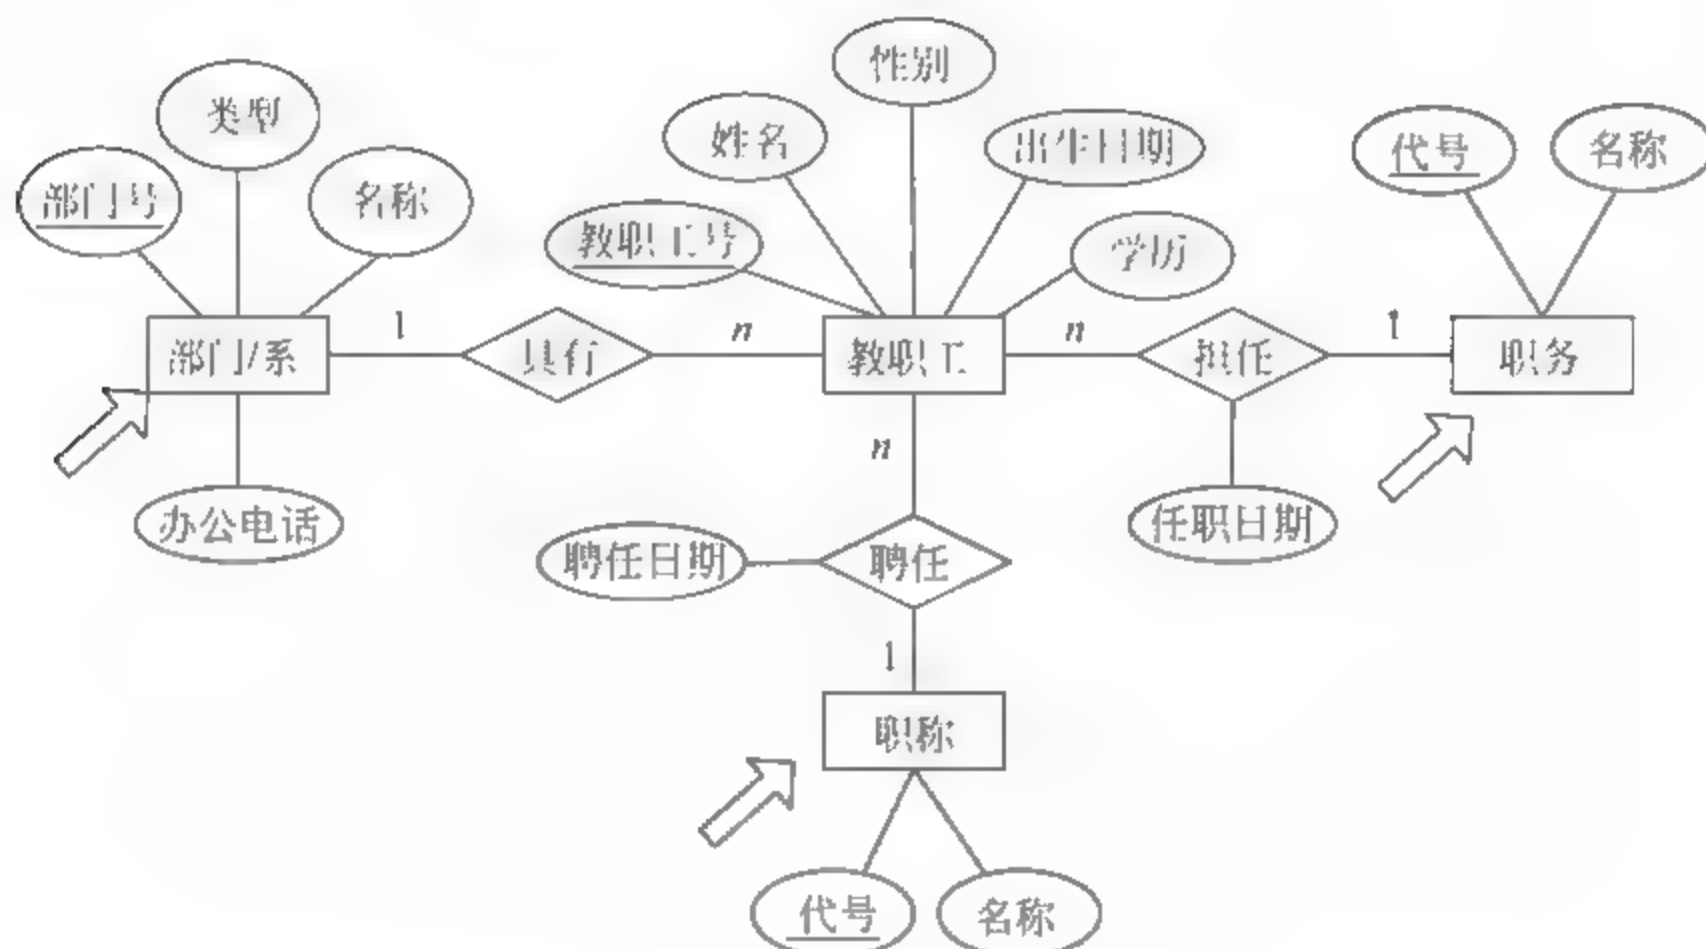 性别
类型
姓名
出生日期
代号
名称
部门号
名称
教职工号
学历
部门/系
1
具有
n
教职工
n
担任
1
职务
n
办公电话
聘任日期
聘任
任职日期
1
职称
代号
名称